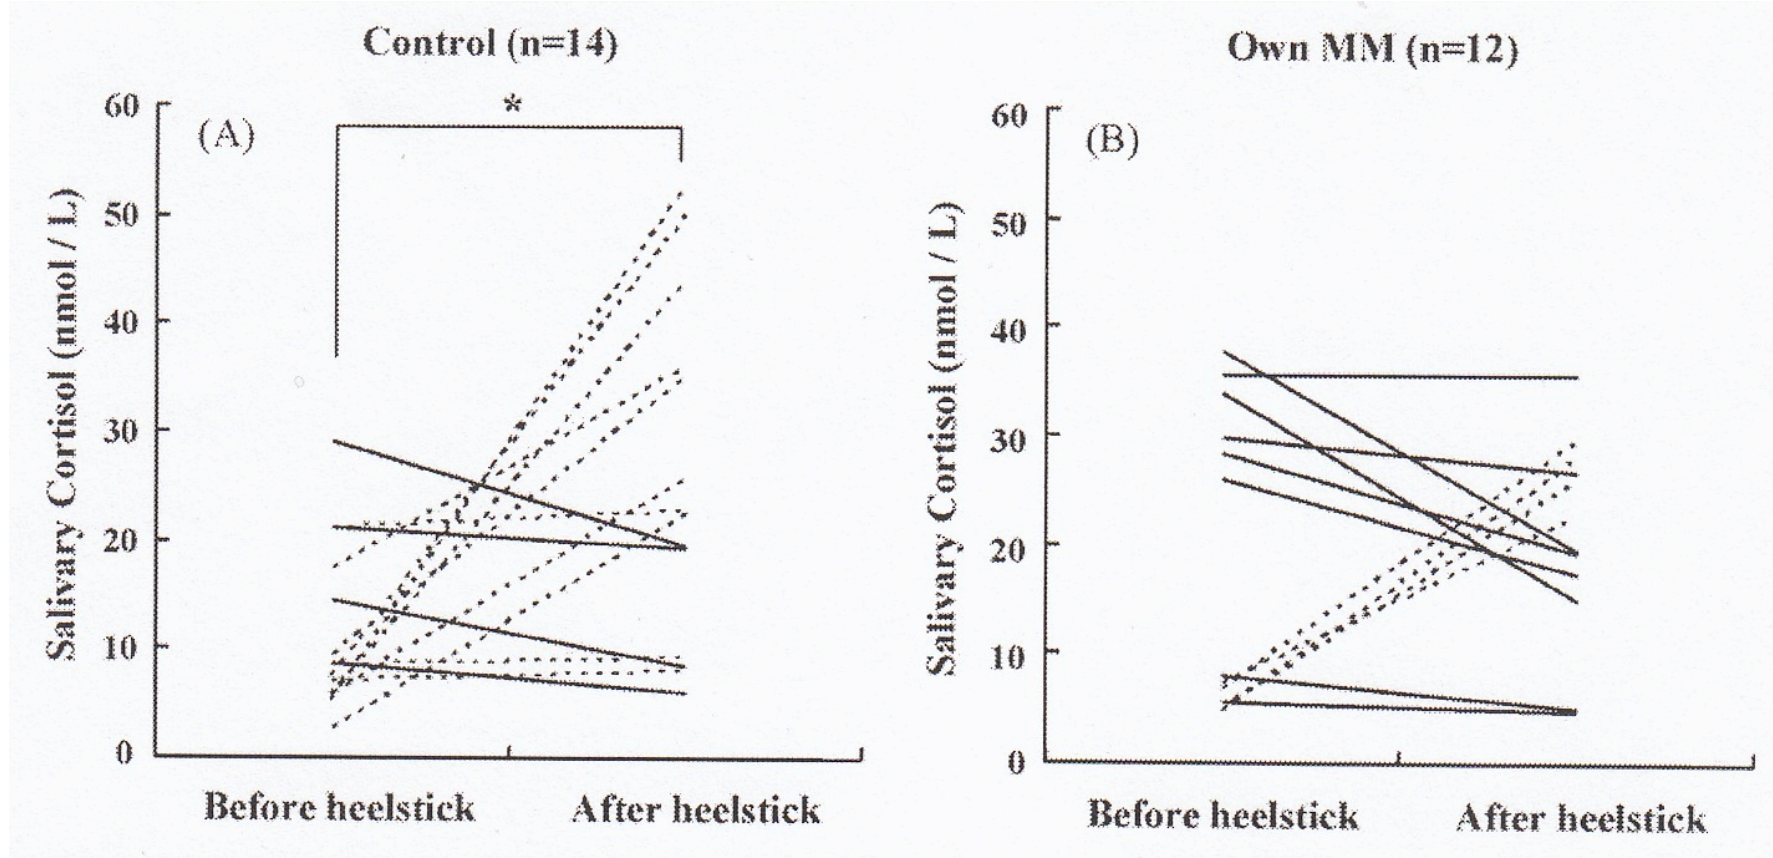 Control (n=14)
Own MM (n=12)
*
(A)
(B)
Salivary Cortisol (nmol / L)
60
50
40
30
20
10
0
Before heelstick
After heelstick
Salivary Cortisol (nmol / L)
60
50
40
30
20
10
0
Before heelstick
After heelstick